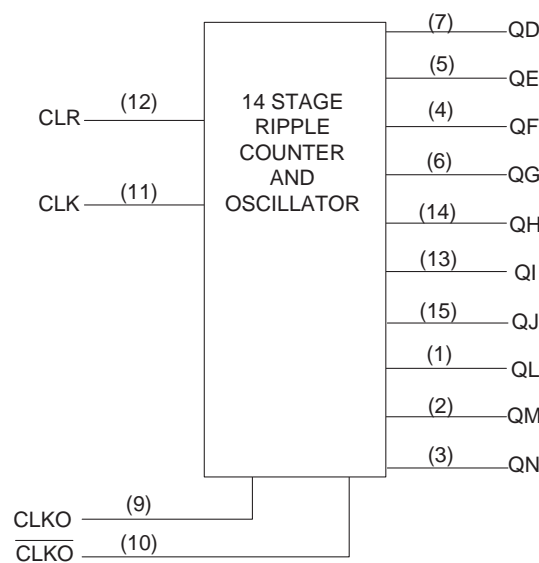 (7) QD
(5) QE
(12) CLR
14 STAGE
RIPPLE
COUNTER
AND
OSCILLATOR
(4) QF
(6) QG
(11) CLK
(14) QH
(13) QI
(15) QJ
(1) QL
(2) QM
(3) QN
CLKO (9)
C̅L̅K̅O̅ (10)